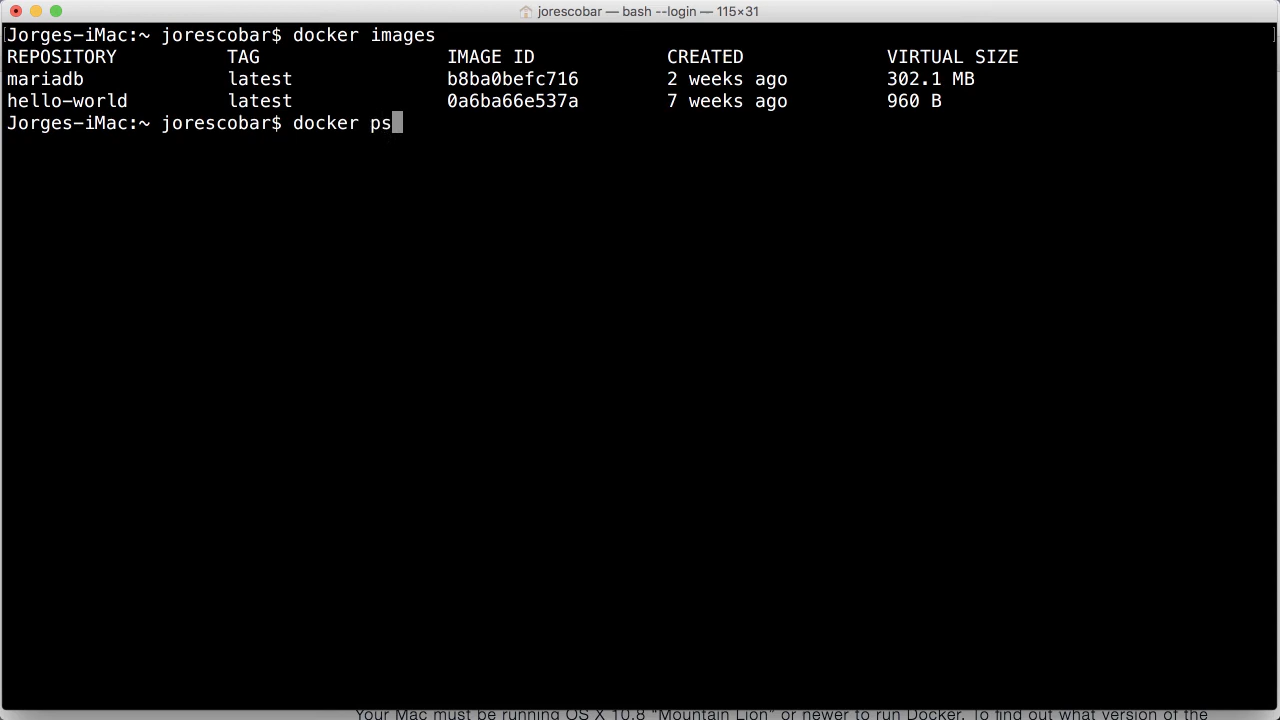 jorescobar — bash --login — 115×31
Jorges-iMac:~ jorescobar$ docker images
REPOSITORY TAG IMAGE ID CREATED VIRTUAL SIZE
mariadb latest b8ba0befc716 2 weeks ago 302.1 MB
hello-world latest 0a6ba66e537a 7 weeks ago 960 B
Jorges-iMac:~ jorescobar$ docker ps
Your Mac must be running OS X 10.8 "Mountain Lion" or newer to run Docker. To find out what version of the